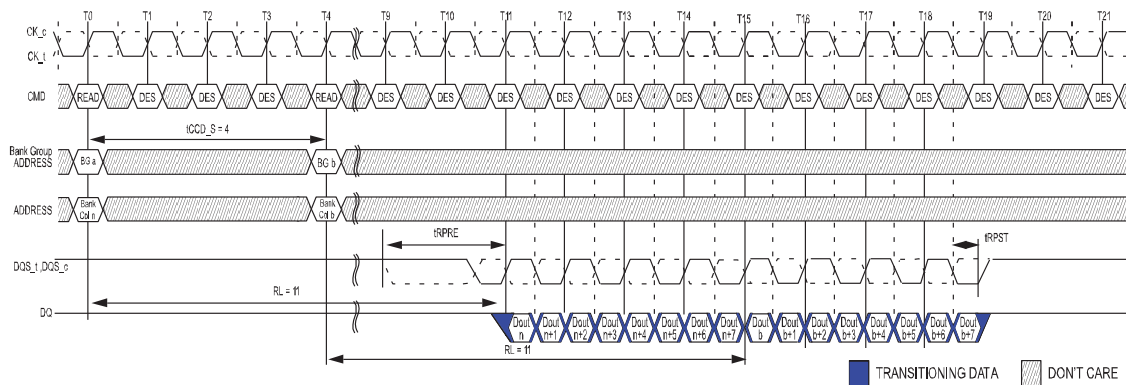 T0 T1 T2 T3 T4 T9 T10 T11 T12 T13 T14 T15 T16 T17 T18 T19 T20 T21
CK_c
CK_t
CMD READ DES DES DES READ DES DES DES DES DES DES DES DES DES DES DES DES DES
tCCD_S = 4
Bank Group
ADDRESS BG a BG b
ADDRESS Bank Col n Bank Col b
tRPRE tRPST
DQS_t,DQS_c
RL = 11
DQ Dout n Dout n+1 Dout n+2 Dout n+3 Dout n+4 Dout n+5 Dout n+6 Dout n+7 Dout b Dout b+1 Dout b+2 Dout b+3 Dout b+4 Dout b+5 Dout b+6 Dout b+7
RL = 11
TRANSITIONING DATA DON'T CARE